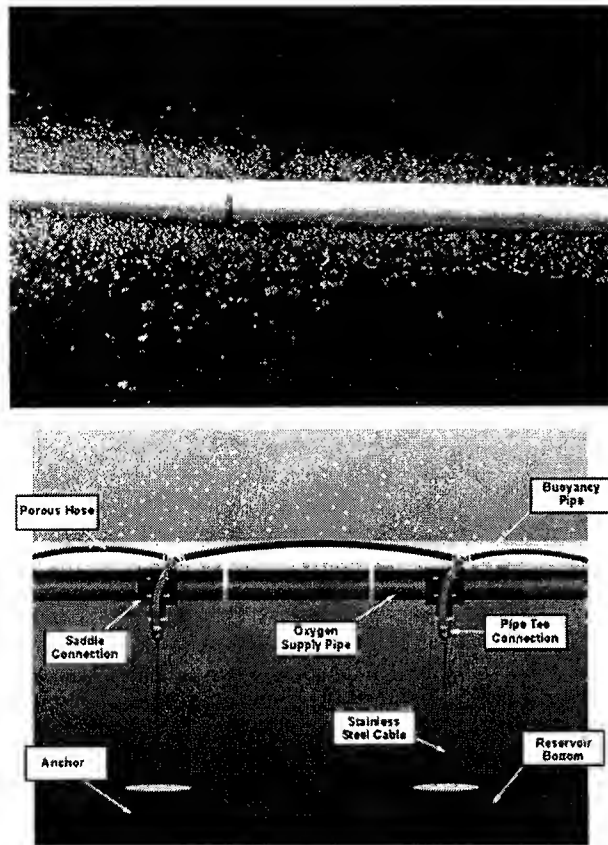 Porous Hose
Buoyancy
Pipe
Saddle
Connection
Oxygen
Supply Pipe
Pipe Tee
Connection
Stainless
Steel Cable
Anchor
Reservoir
Bottom